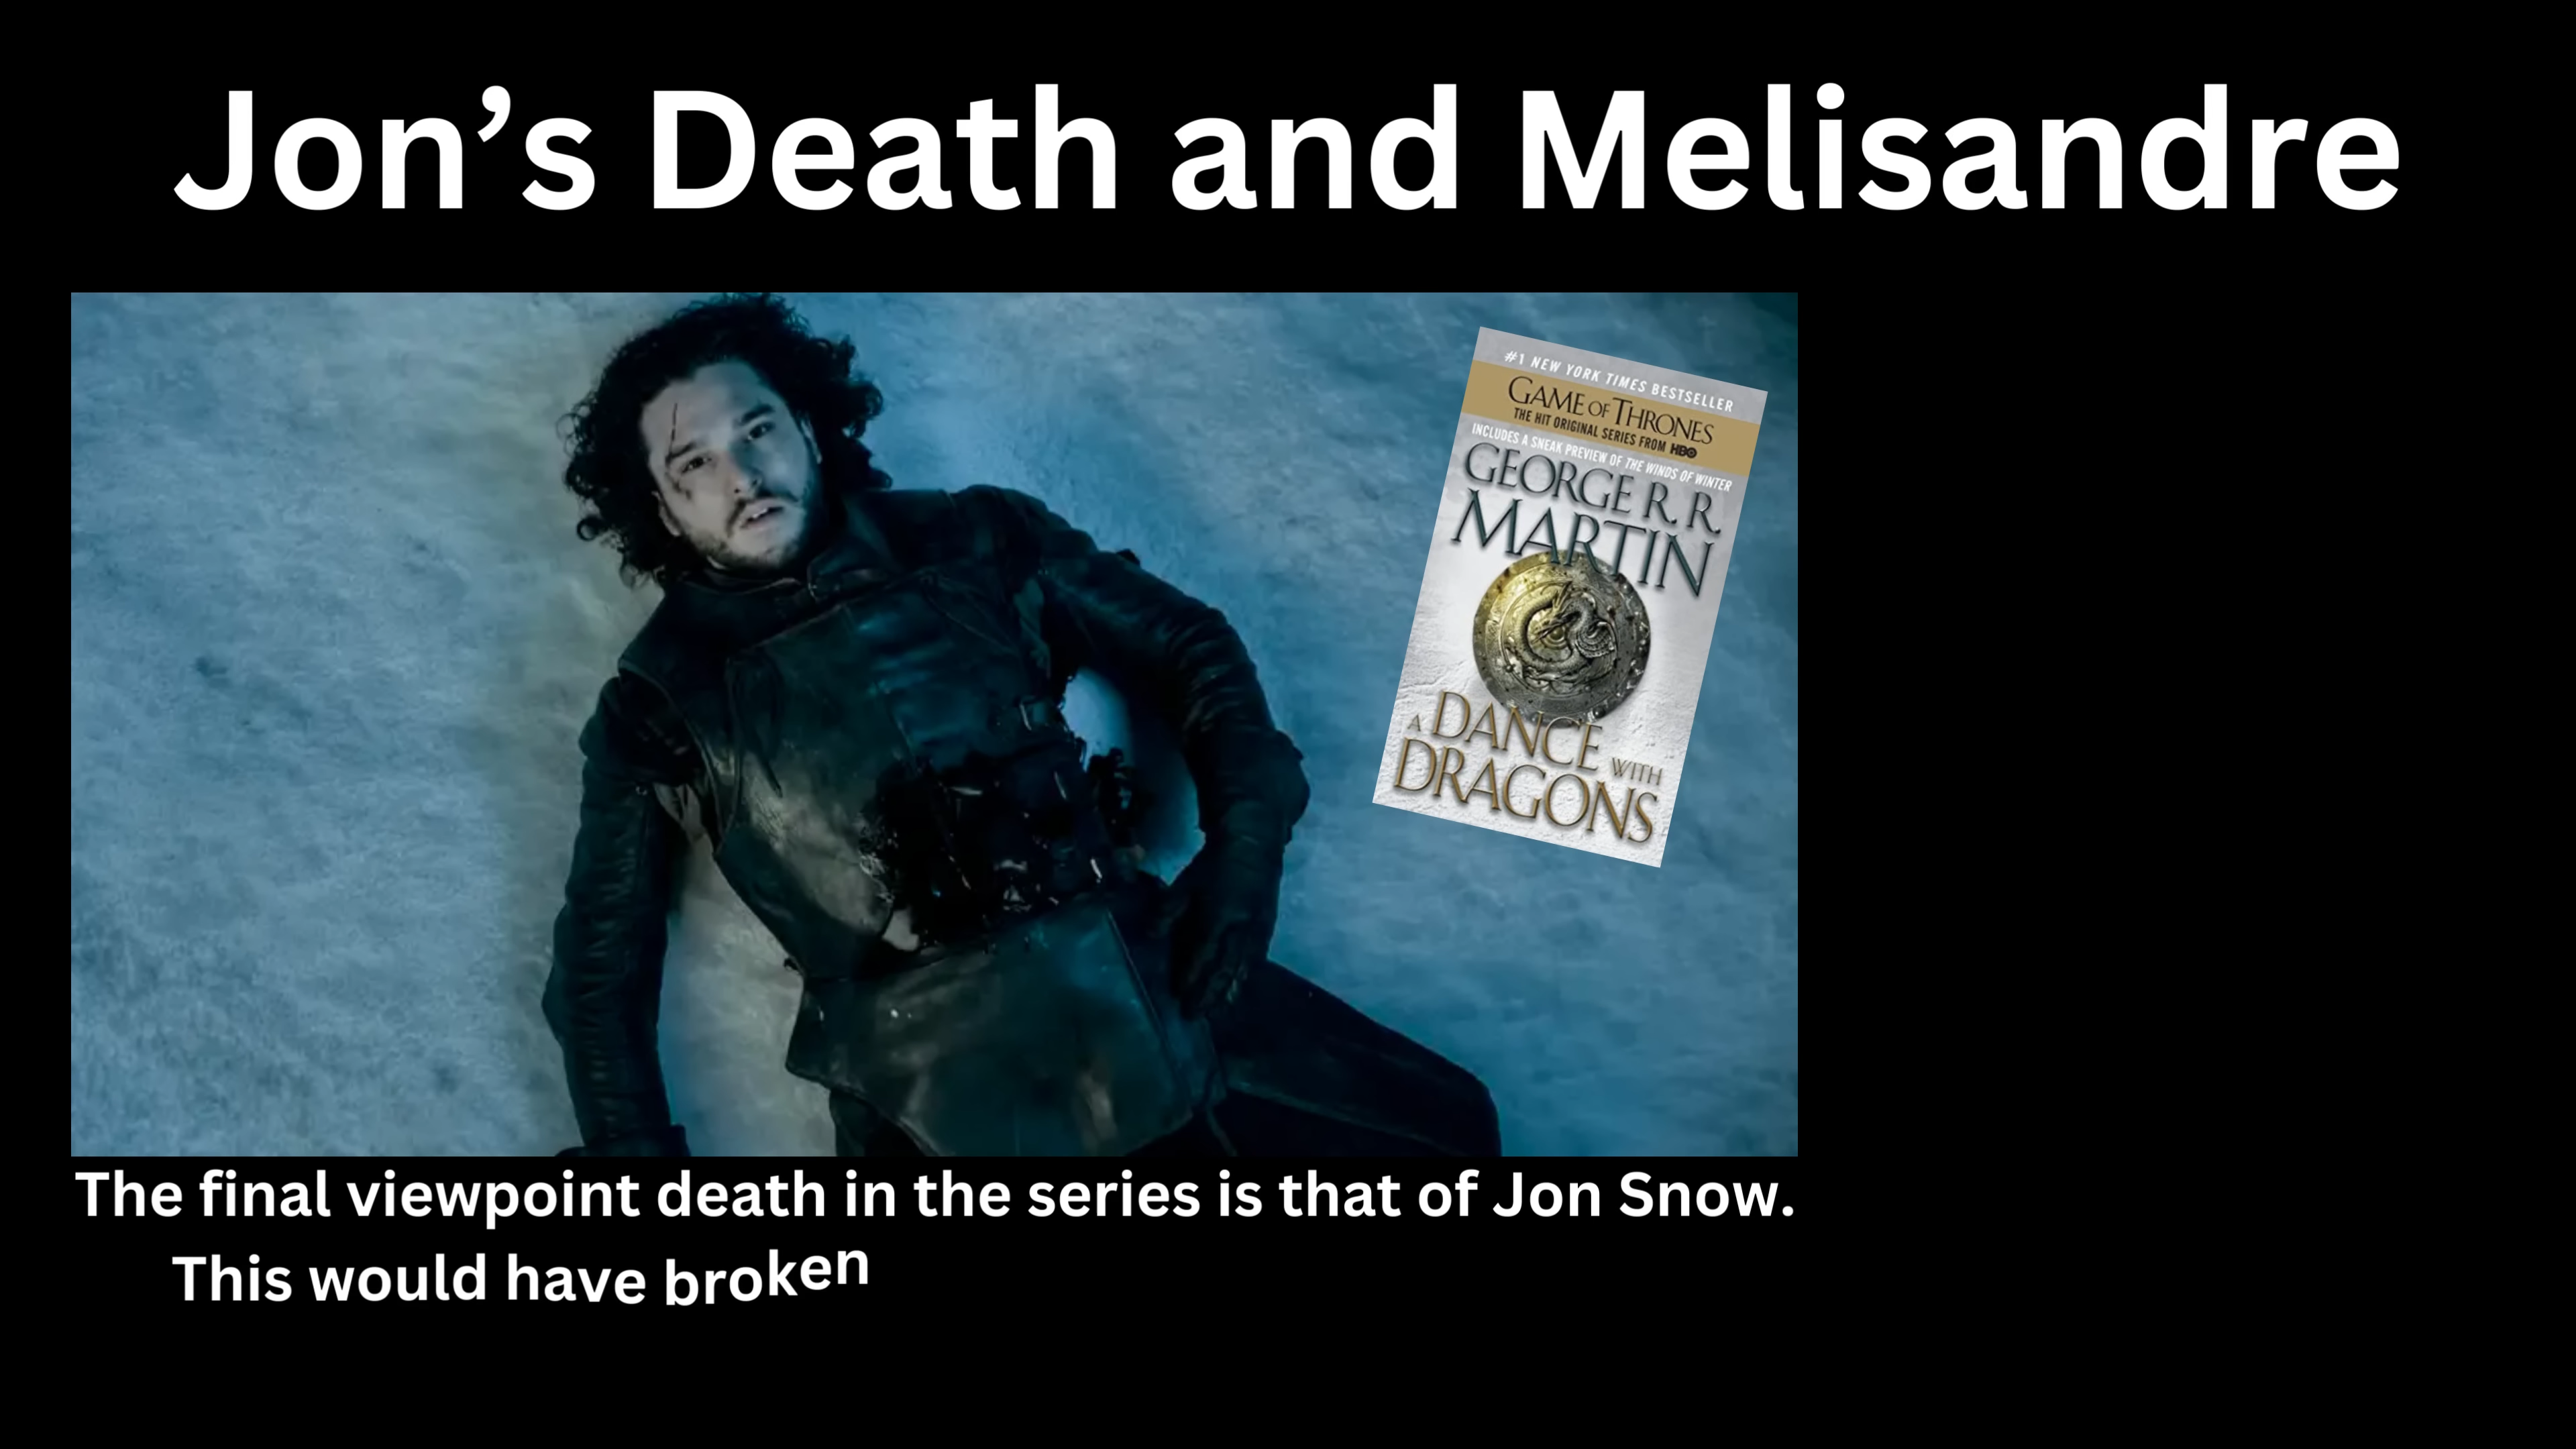 Jon’s Death and Melisandre
#1 NEW YORK TIMES BESTSELLER
GAME OF THRONES
THE HIT ORIGINAL SERIES FROM HBO
INCLUDES A SNEAK PREVIEW OF THE WINDS OF WINTER
GEORGE R. R.
MARTIN
A DANCE WITH
DRAGONS
The final viewpoint death in the series is that of Jon Snow.
This would have broken